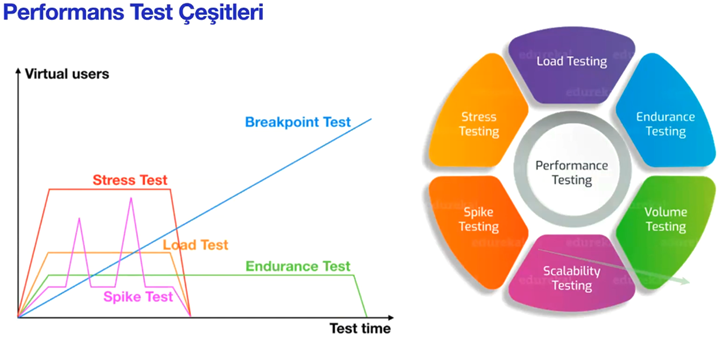 Performans Test Çeşitleri
Virtual users
Breakpoint Test
Stress Test
Load Test
Endurance Test
Spike Test
Test time
Load Testing
Stress
Testing
Endurance
Testing
Performance
Testing
Spike
Testing
Volume
Testing
Scalability
Testing